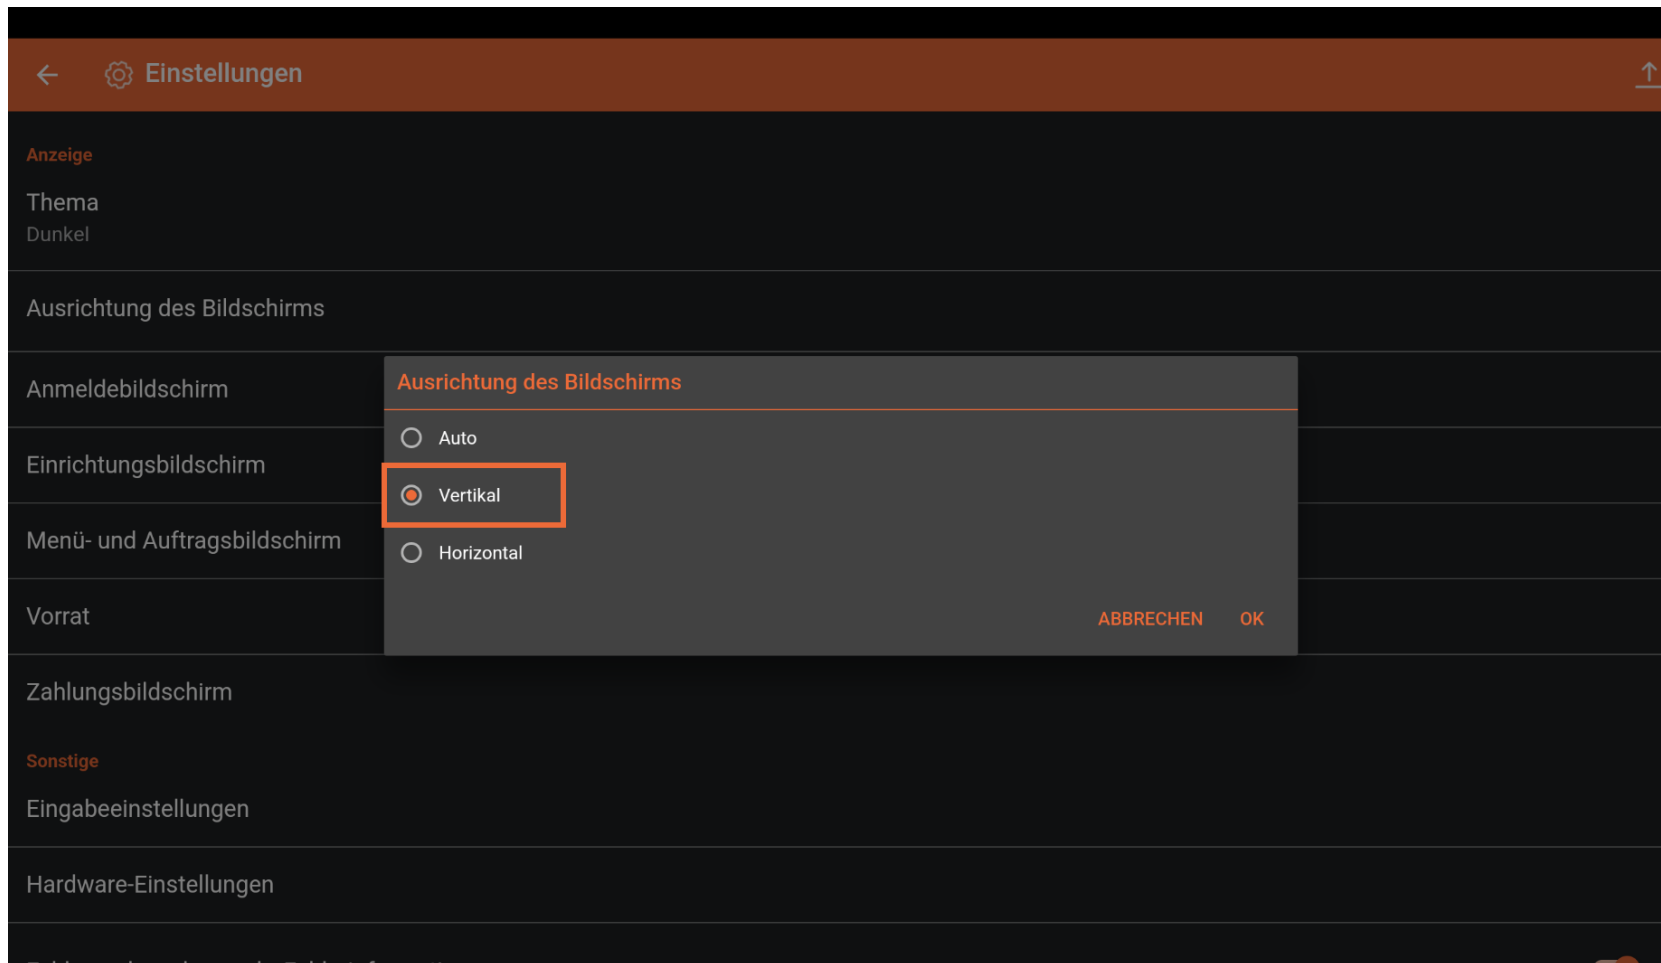 Einstellungen
Anzeige
Thema
Dunkel
Ausrichtung des Bildschirms
Anmeldebildschirm
Einrichtungsbildschirm
Menü- und Auftragsbildschirm
Vorrat
Zahlungsbildschirm
Sonstige
Eingabeeinstellungen
Hardware-Einstellungen
Ausrichtung des Bildschirms
Auto
Vertikal
Horizontal
ABBRECHEN OK